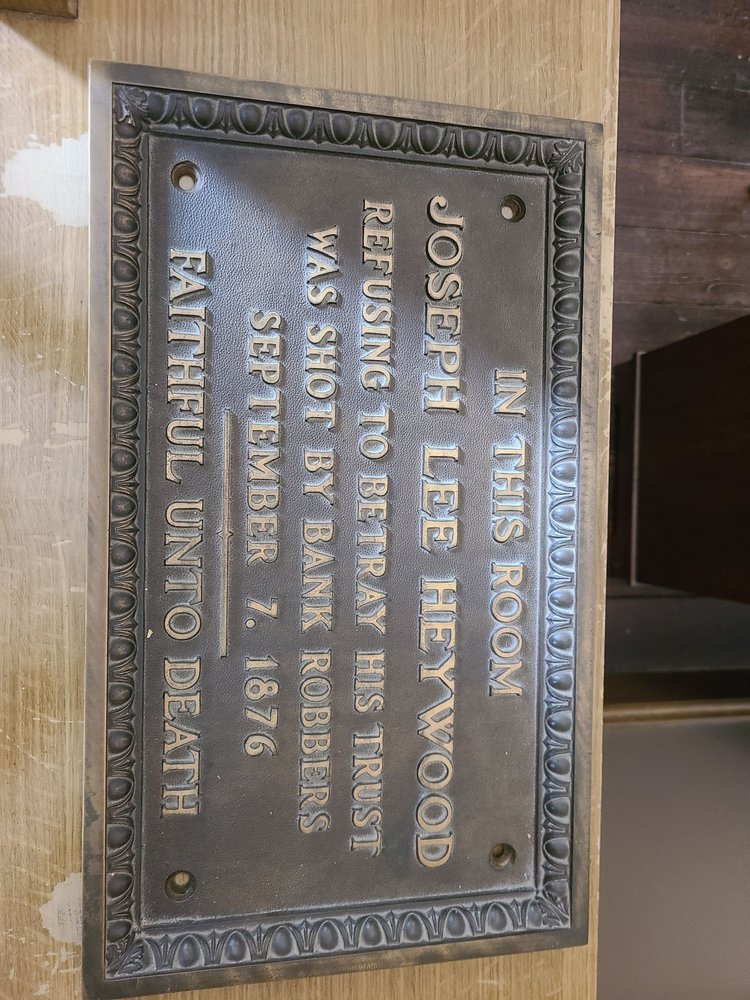 IN THIS ROOM
JOSEPH LEE HEYWOOD
REFUSING TO BETRAY HIS TRUST
WAS SHOT BY BANK ROBBERS
SEPTEMBER 7. 1876
FAITHFUL UNTO DEATH